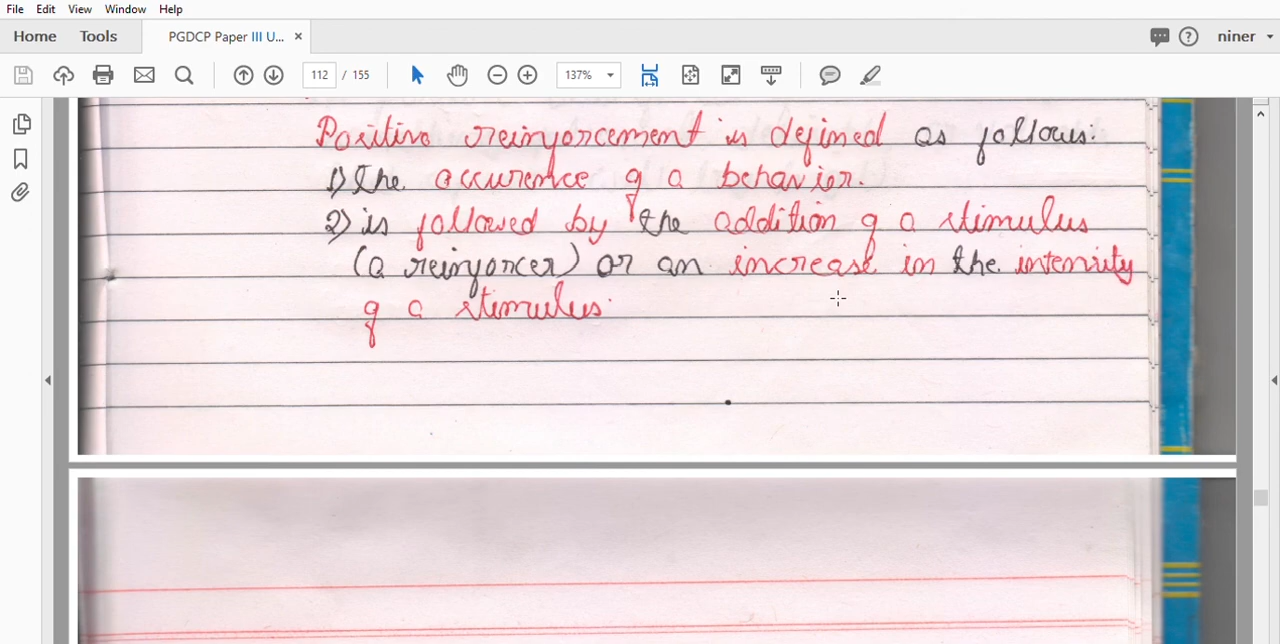 File Edit View Window Help
Home Tools PGDCP Paper III U... × niner
112 / 155 137%
Positive reinforcement is defined as follows:
1) The occurence of a behavior.
2) is followed by the addition of a stimulus
(a reinforcer) or an increase in the intensity
of a stimulus.